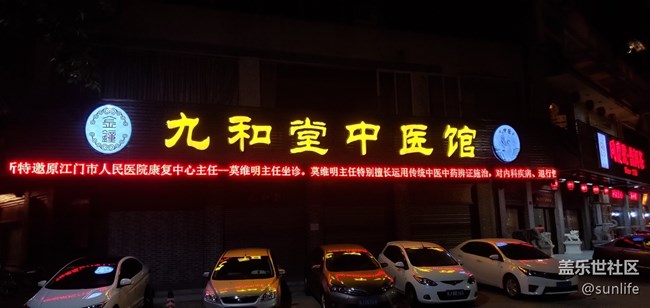 九和堂中医馆
特邀原江门市人民医院康复中心主任—莫维明主任坐诊。莫维明主任特别擅长运用传统中医中药辨证施治,对内科疾病、退行
盖乐世社区
@sunlife